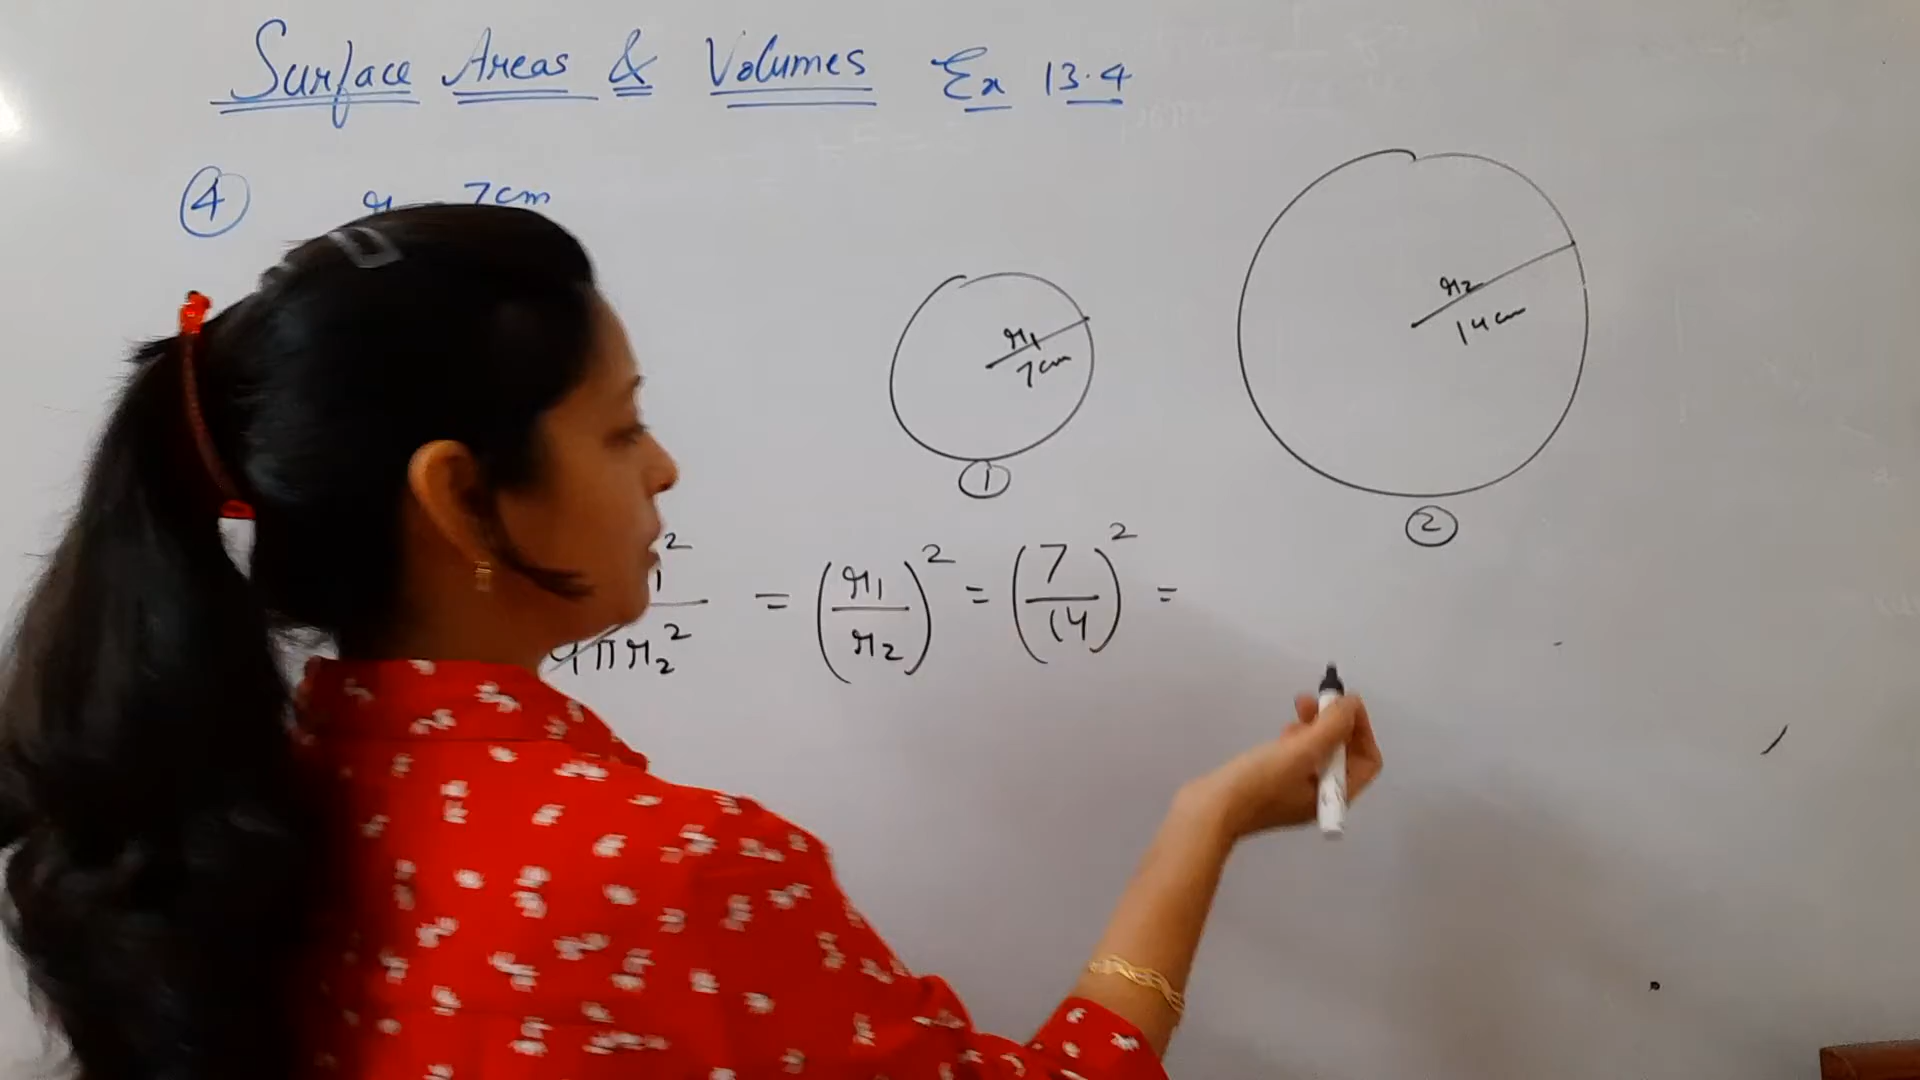 Surface Areas & Volumes Ex 13.4
4 7cm
r1
7cm
1
r2
14cm
2
4πr2² = (r1/r2)² = (7/14)² =